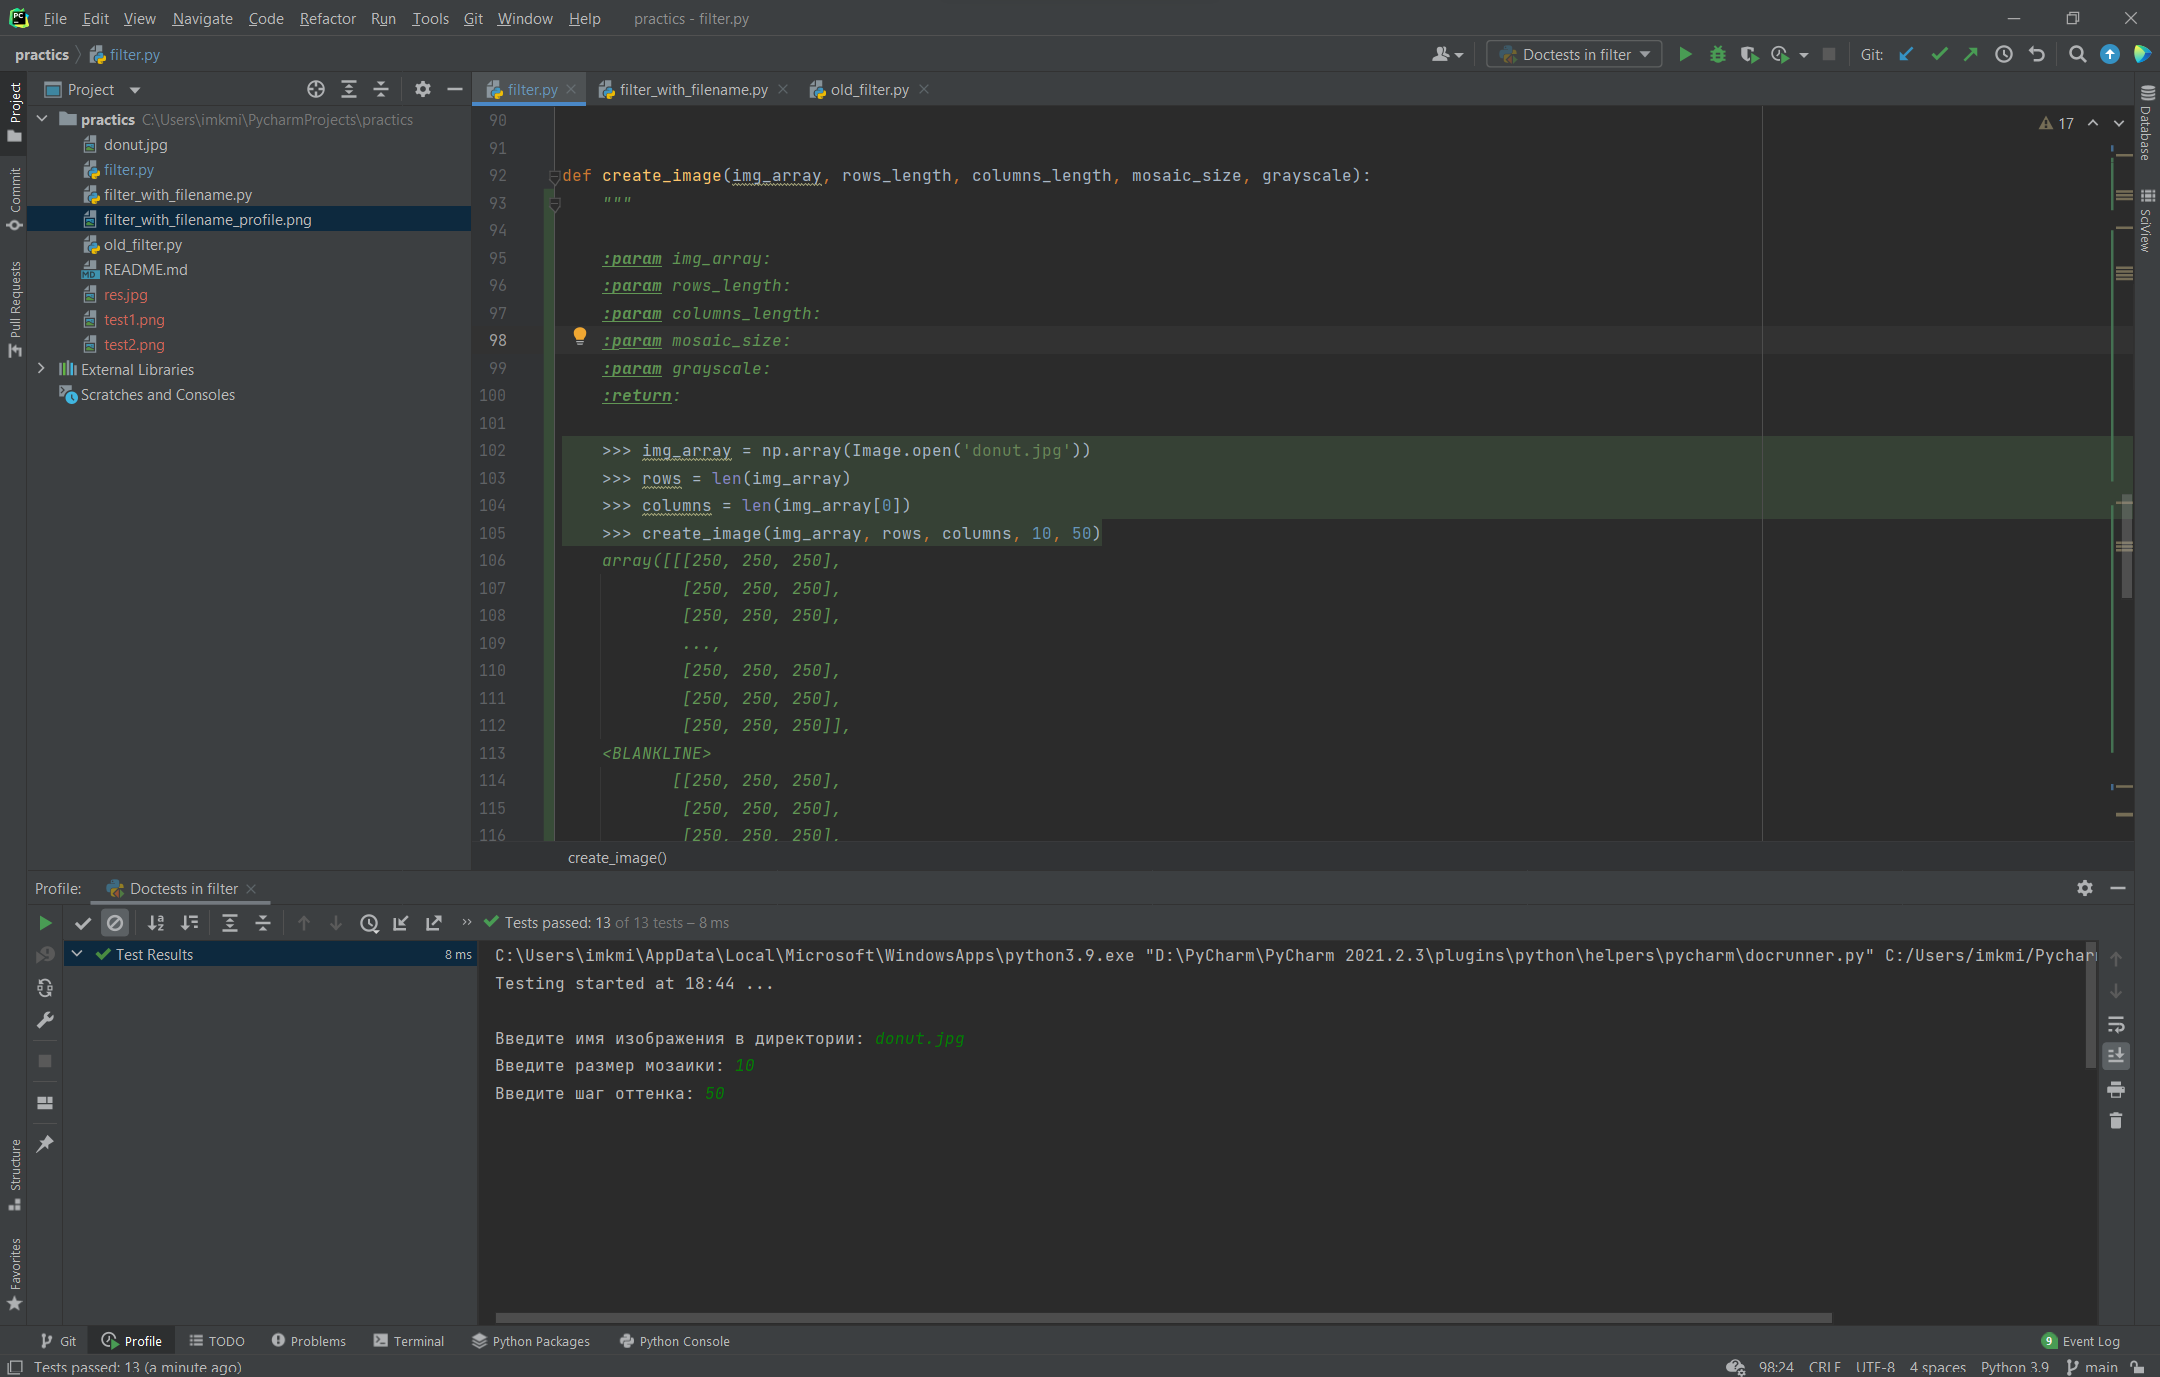 File Edit View Navigate Code Refactor Run Tools Git Window Help practics - filter.py
practics filter.py Doctests in filter Git:
Project
filter.py filter_with_filename.py old_filter.py
practics C:\Users\imkmi\PycharmProjects\practics
donut.jpg
filter.py
filter_with_filename.py
filter_with_filename_profile.png
old_filter.py
README.md
res.jpg
test1.png
test2.png
External Libraries
Scratches and Consoles
Project
Commit
Pull Requests
Structure
Favorites
Database
SciView
17
90
91
92 def create_image(img_array, rows_length, columns_length, mosaic_size, grayscale):
93 """
94
95 :param img_array:
96 :param rows_length:
97 :param columns_length:
98 :param mosaic_size:
99 :param grayscale:
100 :return:
101
102 >>> img_array = np.array(Image.open('donut.jpg'))
103 >>> rows = len(img_array)
104 >>> columns = len(img_array[0])
105 >>> create_image(img_array, rows, columns, 10, 50)
106 array([[[250, 250, 250],
107 [250, 250, 250],
108 [250, 250, 250],
109 ...,
110 [250, 250, 250],
111 [250, 250, 250],
112 [250, 250, 250]],
113 <BLANKLINE>
114 [[250, 250, 250],
115 [250, 250, 250],
116 [250, 250, 250],
create_image()
Profile: Doctests in filter
Tests passed: 13 of 13 tests – 8 ms
Test Results 8 ms
C:\Users\imkmi\AppData\Local\Microsoft\WindowsApps\python3.9.exe "D:\PyCharm\PyCharm 2021.2.3\plugins\python\helpers\pycharm\docrunner.py" C:/Users/imkmi/Pychar
Testing started at 18:44 ...
Введите имя изображения в директории: donut.jpg
Введите размер мозаики: 10
Введите шаг оттенка: 50
Git Profile TODO Problems Terminal Python Packages Python Console 9 Event Log
Tests passed: 13 (a minute ago) 98:24 CRLF UTF-8 4 spaces Python 3.9 main